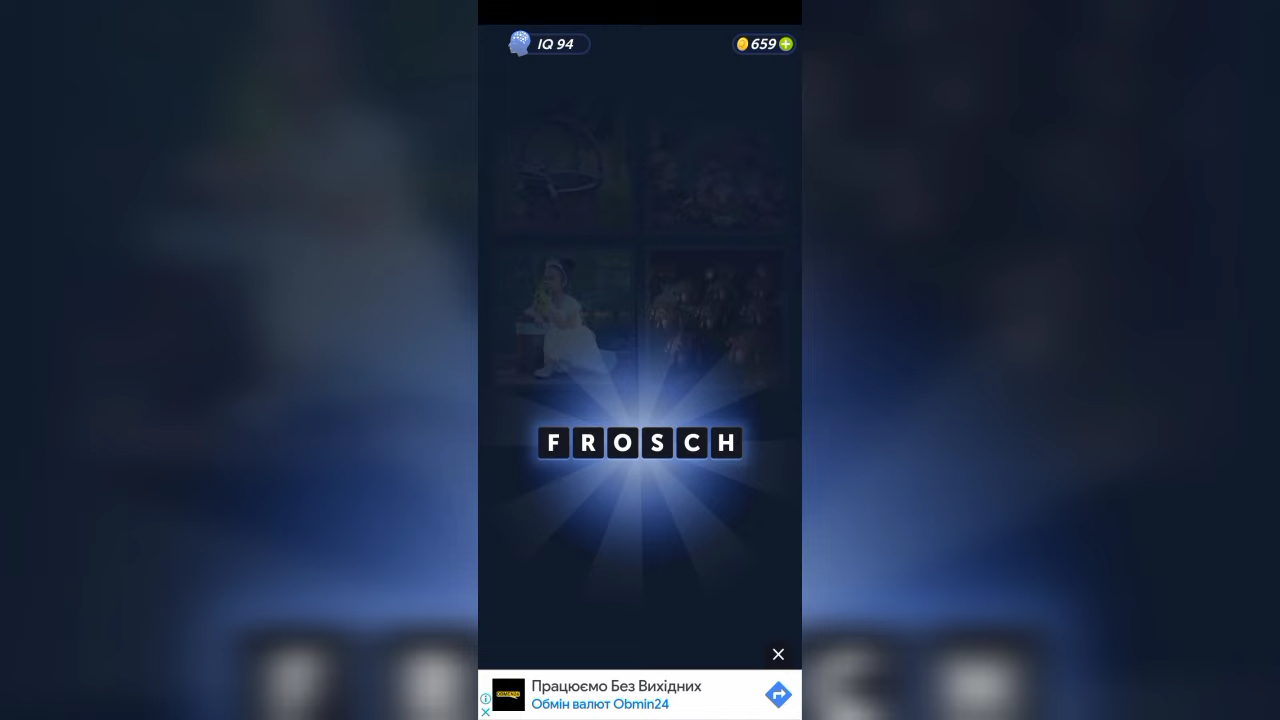 IQ 94
659
FROSCH
Працюємо Без Вихідних
Обмін валют Obmin24